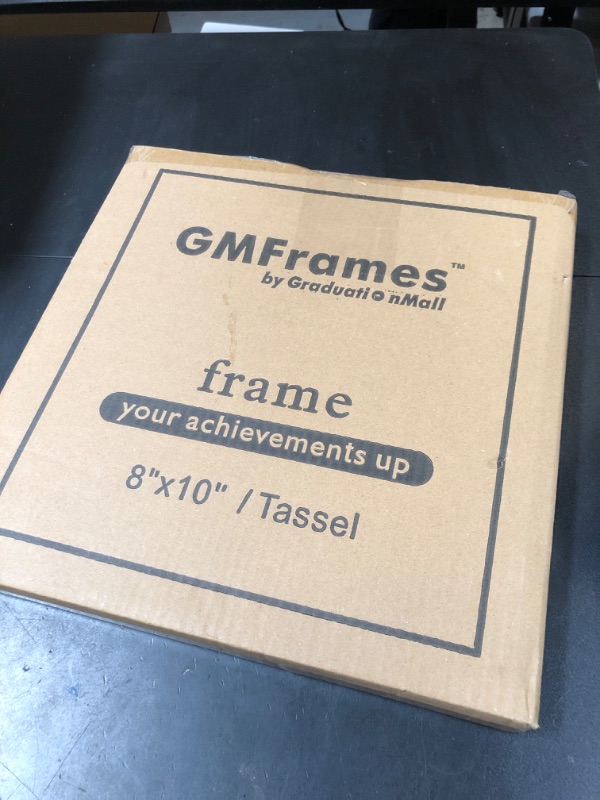 GMFrames™
by GraduationMall
frame
your achievements up
8"x10" / Tassel